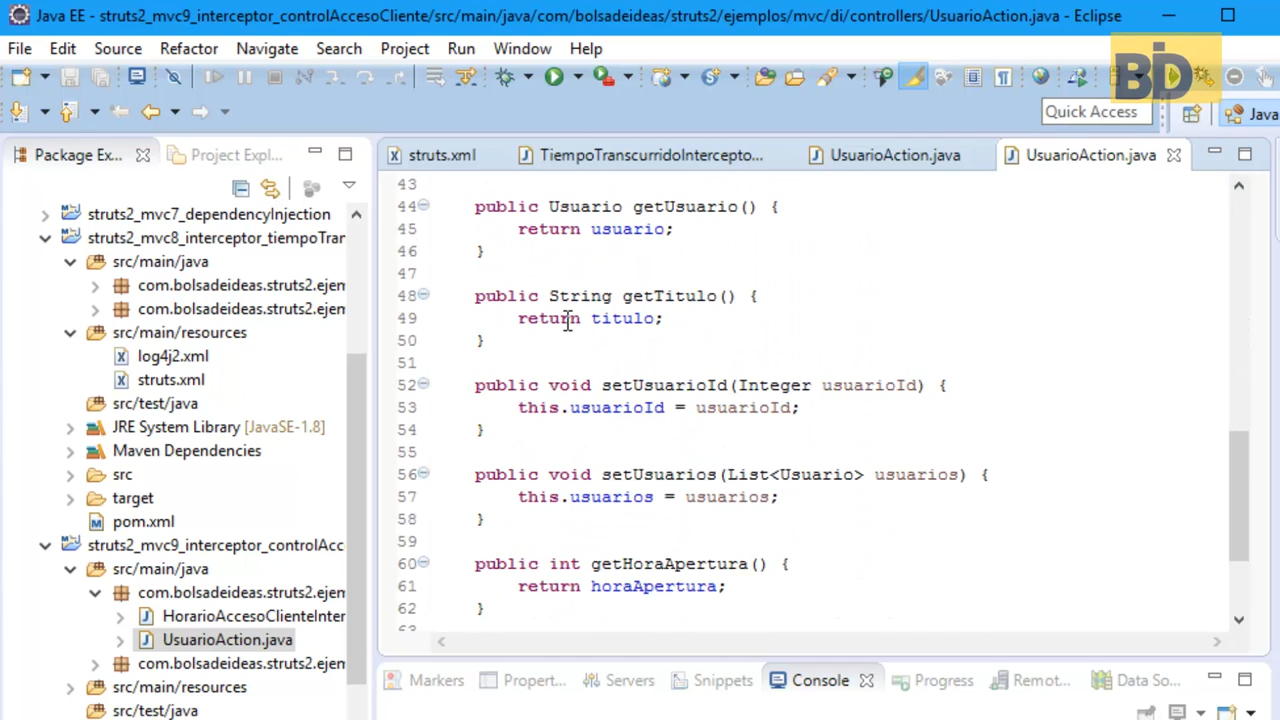 Java EE - struts2_mvc9_interceptor_controlAccesoCliente/src/main/java/com/bolsadeideas/struts2/ejemplos/mvc/di/controllers/UsuarioAction.java - Eclipse
File Edit Source Refactor Navigate Search Project Run Window Help
BID
Quick Access
Java
Package Ex...
Project Expl...
struts.xml
TiempoTranscurridoIntercepto...
UsuarioAction.java
UsuarioAction.java
struts2_mvc7_dependencyInjection
struts2_mvc8_interceptor_tiempoTran
src/main/java
com.bolsadeideas.struts2.ejem
com.bolsadeideas.struts2.ejem
src/main/resources
log4j2.xml
struts.xml
src/test/java
JRE System Library [JavaSE-1.8]
Maven Dependencies
src
target
pom.xml
struts2_mvc9_interceptor_controlAcc
src/main/java
com.bolsadeideas.struts2.ejem
HorarioAccesoClienteInter
UsuarioAction.java
com.bolsadeideas.struts2.ejem
src/main/resources
src/test/java
43
44 public Usuario getUsuario() {
45 return usuario;
46 }
47
48 public String getTitulo() {
49 return titulo;
50 }
51
52 public void setUsuarioId(Integer usuarioId) {
53 this.usuarioId = usuarioId;
54 }
55
56 public void setUsuarios(List<Usuario> usuarios) {
57 this.usuarios = usuarios;
58 }
59
60 public int getHoraApertura() {
61 return horaApertura;
62 }
Markers
Propert...
Servers
Snippets
Console
Progress
Remot...
Data So...